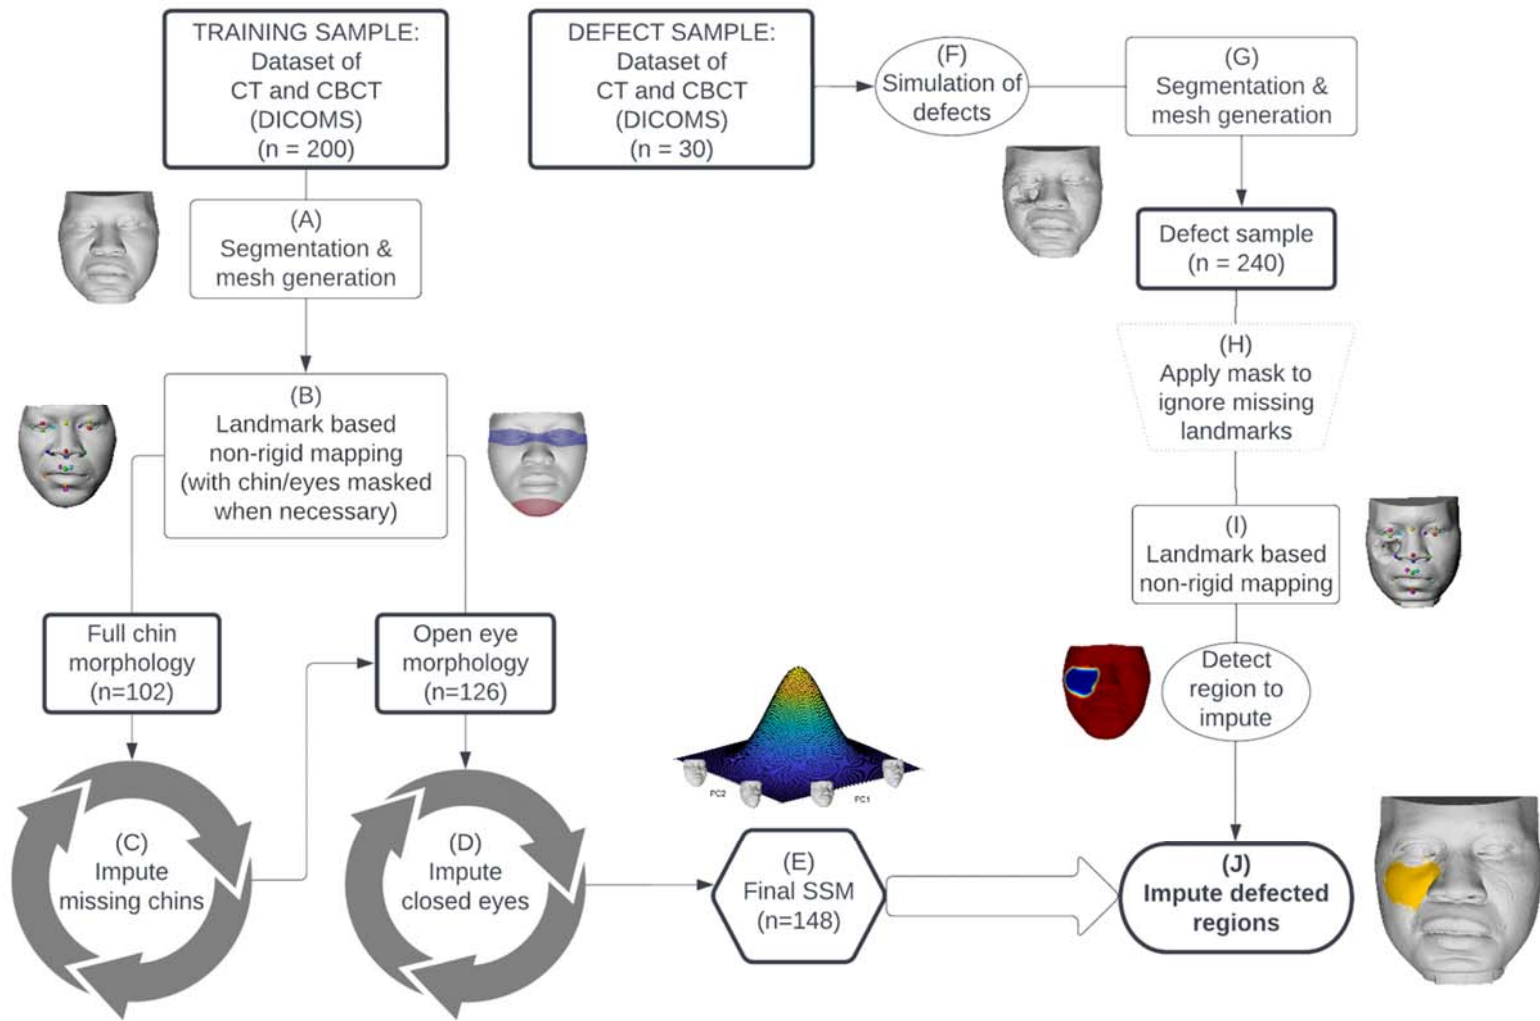 TRAINING SAMPLE:
Dataset of
CT and CBCT
(DICOMS)
(n = 200)
DEFECT SAMPLE:
Dataset of
CT and CBCT
(DICOMS)
(n = 30)
(F)
Simulation of
defects
(G)
Segmentation &
mesh generation
(A)
Segmentation &
mesh generation
Defect sample
(n = 240)
(H)
Apply mask to
ignore missing
landmarks
(B)
Landmark based
non-rigid mapping
(with chin/eyes masked
when necessary)
(I)
Landmark based
non-rigid mapping
Full chin
morphology
(n=102)
Open eye
morphology
(n=126)
Detect
region to
impute
PC2
PC1
(C)
Impute
missing chins
(D)
Impute
closed eyes
(E)
Final SSM
(n=148)
(J)
Impute defected
regions